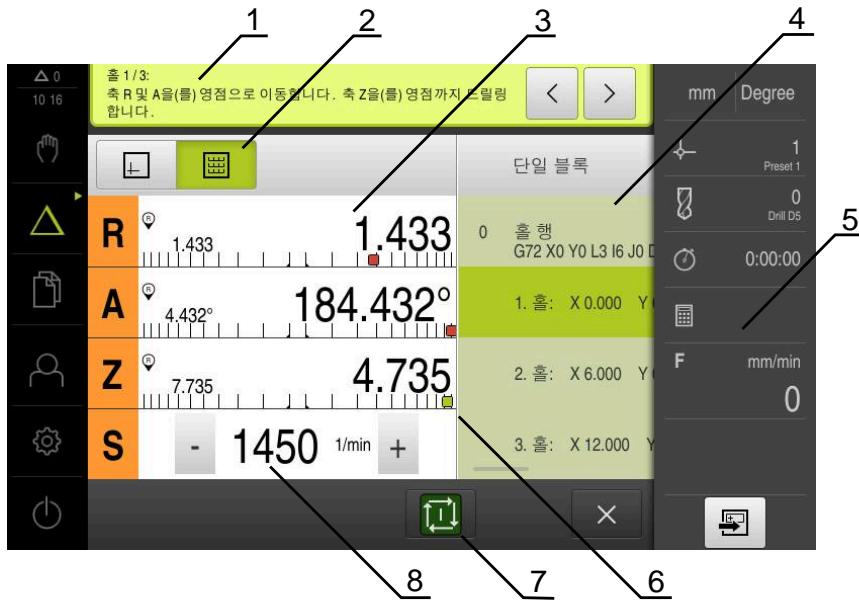 1
2
3
4
0
10 16
홀 1 / 3:
축 R 및 A을(를) 영점으로 이동합니다. 축 Z을(를) 영점까지 드릴링
합니다.
< >
mm Degree
단일 블록
1
Preset 1
0
Drill D5
5
0:00:00
R R 1.433 1.433
0 홀 행
G72 X0 Y0 L3 I6 J0
A R 4.432° 184.432°
1. 홀: X 0.000 Y
Z R 7.735 4.735
2. 홀: X 6.000 Y
F mm/min
0
S - 1450 1/min +
3. 홀: X 12.000 Y
8
7
6